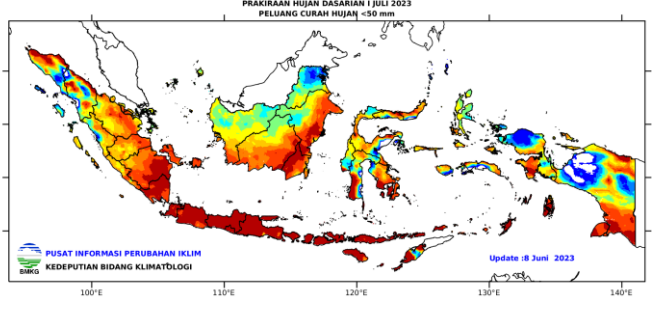 PRAKIRAAN HUJAN DASARIAN I JULI 2023
PELUANG CURAH HUJAN <50 mm
PUSAT INFORMASI PERUBAHAN IKLIM
KEDEPUTIAN BIDANG KLIMATOLOGI
BMKG
Update :8 Juni 2023
100°E 110°E 120°E 130°E 140°E